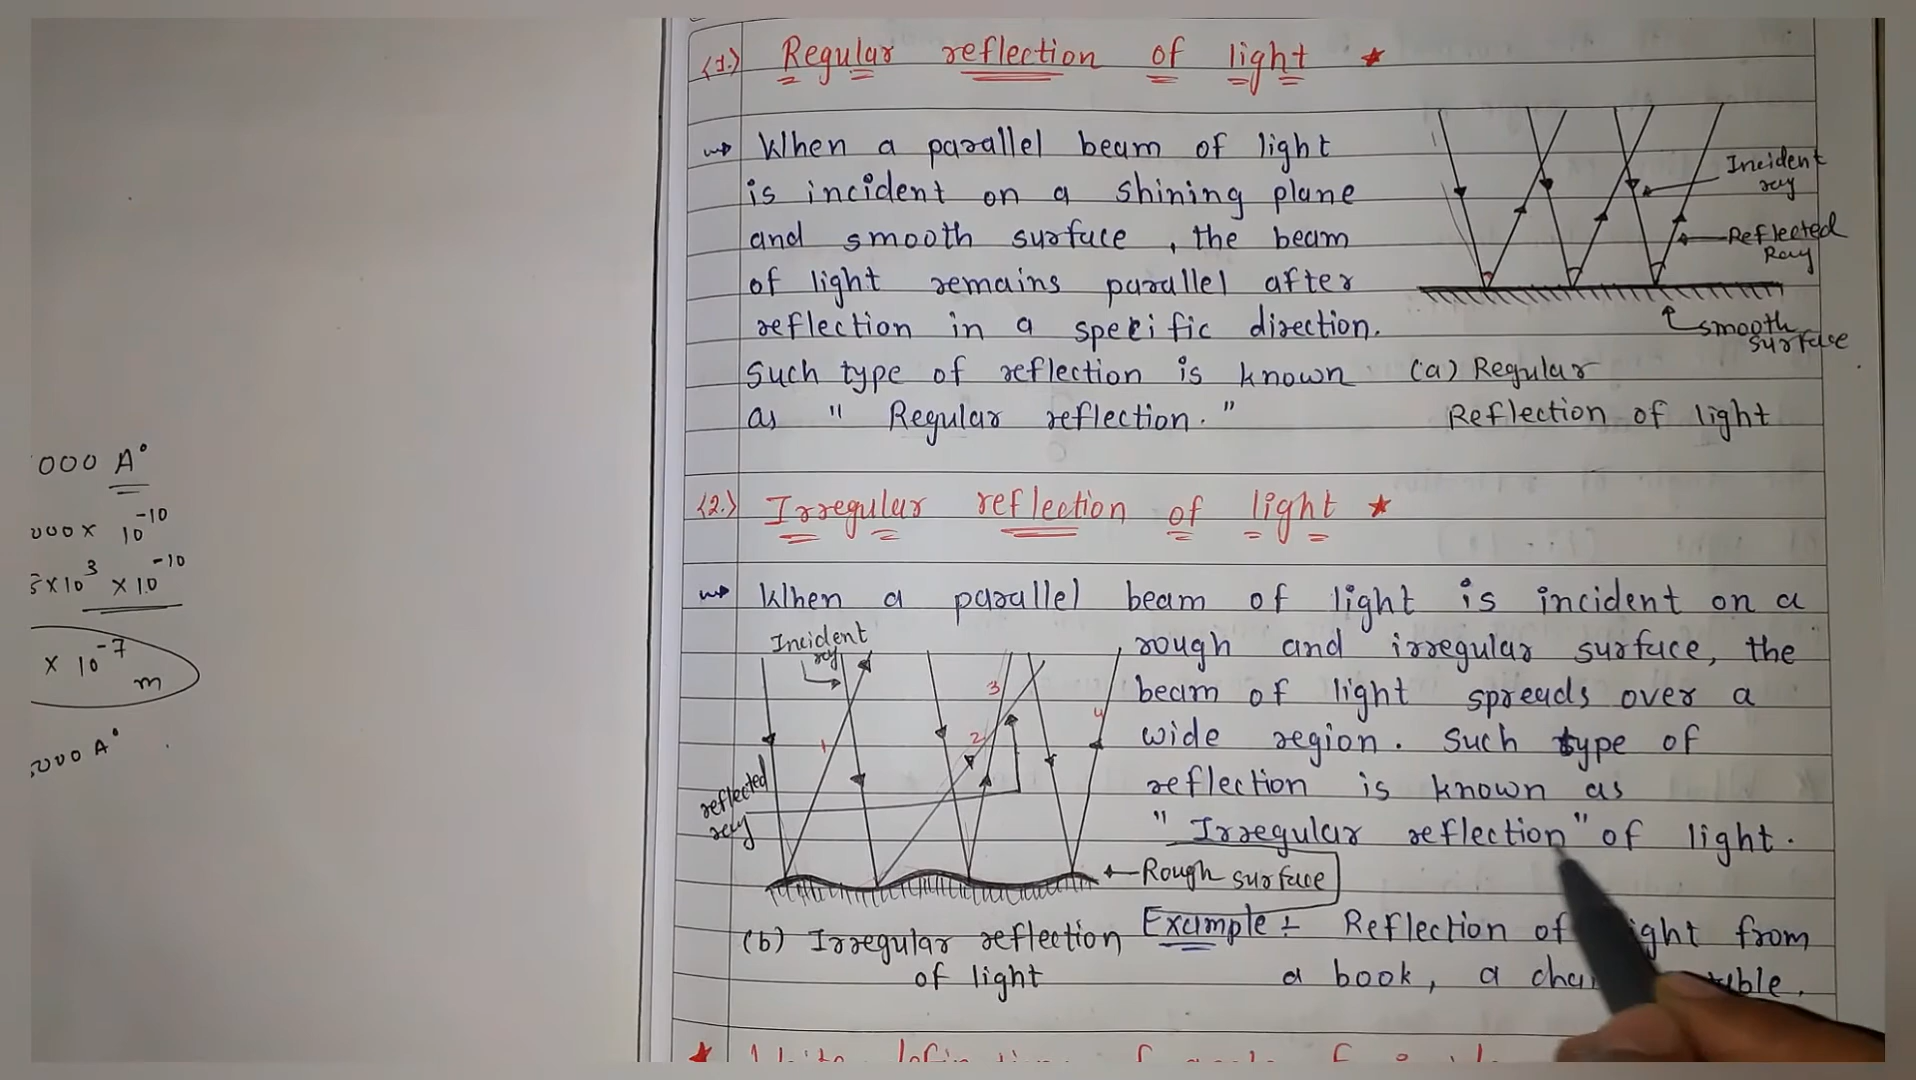 000 A°
000 x 10-10
5x10 3 x 10 -10
x 10 -7
m
000 A°
(1.) Regular reflection of light ★
When a parallel beam of light
is incident on a shining plane
and smooth surface, the beam
of light remains parallel after
reflection in a specific direction.
Such type of reflection is known
as " Regular reflection. "
Incident
ray
Reflected
Ray
smooth
surface
(a) Regular
Reflection of light
(2.) Irregular reflection of light ★
When a parallel beam of light is incident on a
rough and irregular surface, the
beam of light spreads over a
wide region. Such type of
reflection is known as
" Irregular reflection" of light.
Incident
ray
1
2
3
4
reflected
ray
Rough surface
(b) Irregular reflection
of light
Example :- Reflection of light from
a book, a